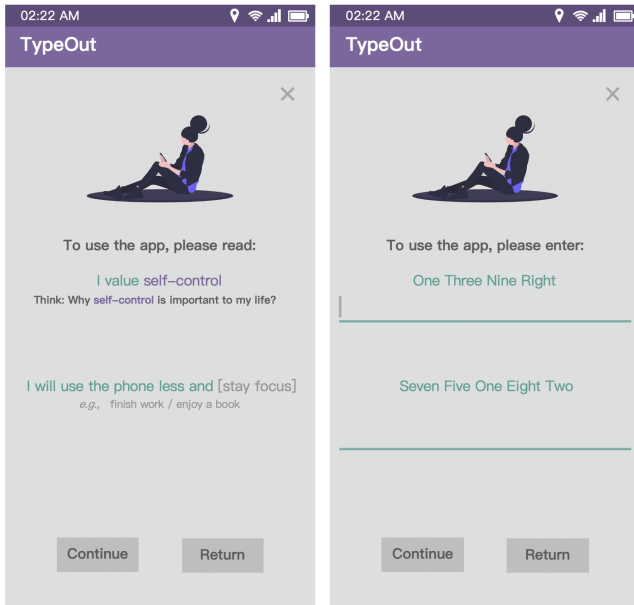 02:22 AM
TypeOut
×
To use the app, please read:
I value self-control
Think: Why self-control is important to my life?
I will use the phone less and [stay focus]
e.g., finish work / enjoy a book
Continue
Return
02:22 AM
TypeOut
×
To use the app, please enter:
One Three Nine Right
Seven Five One Eight Two
Continue
Return